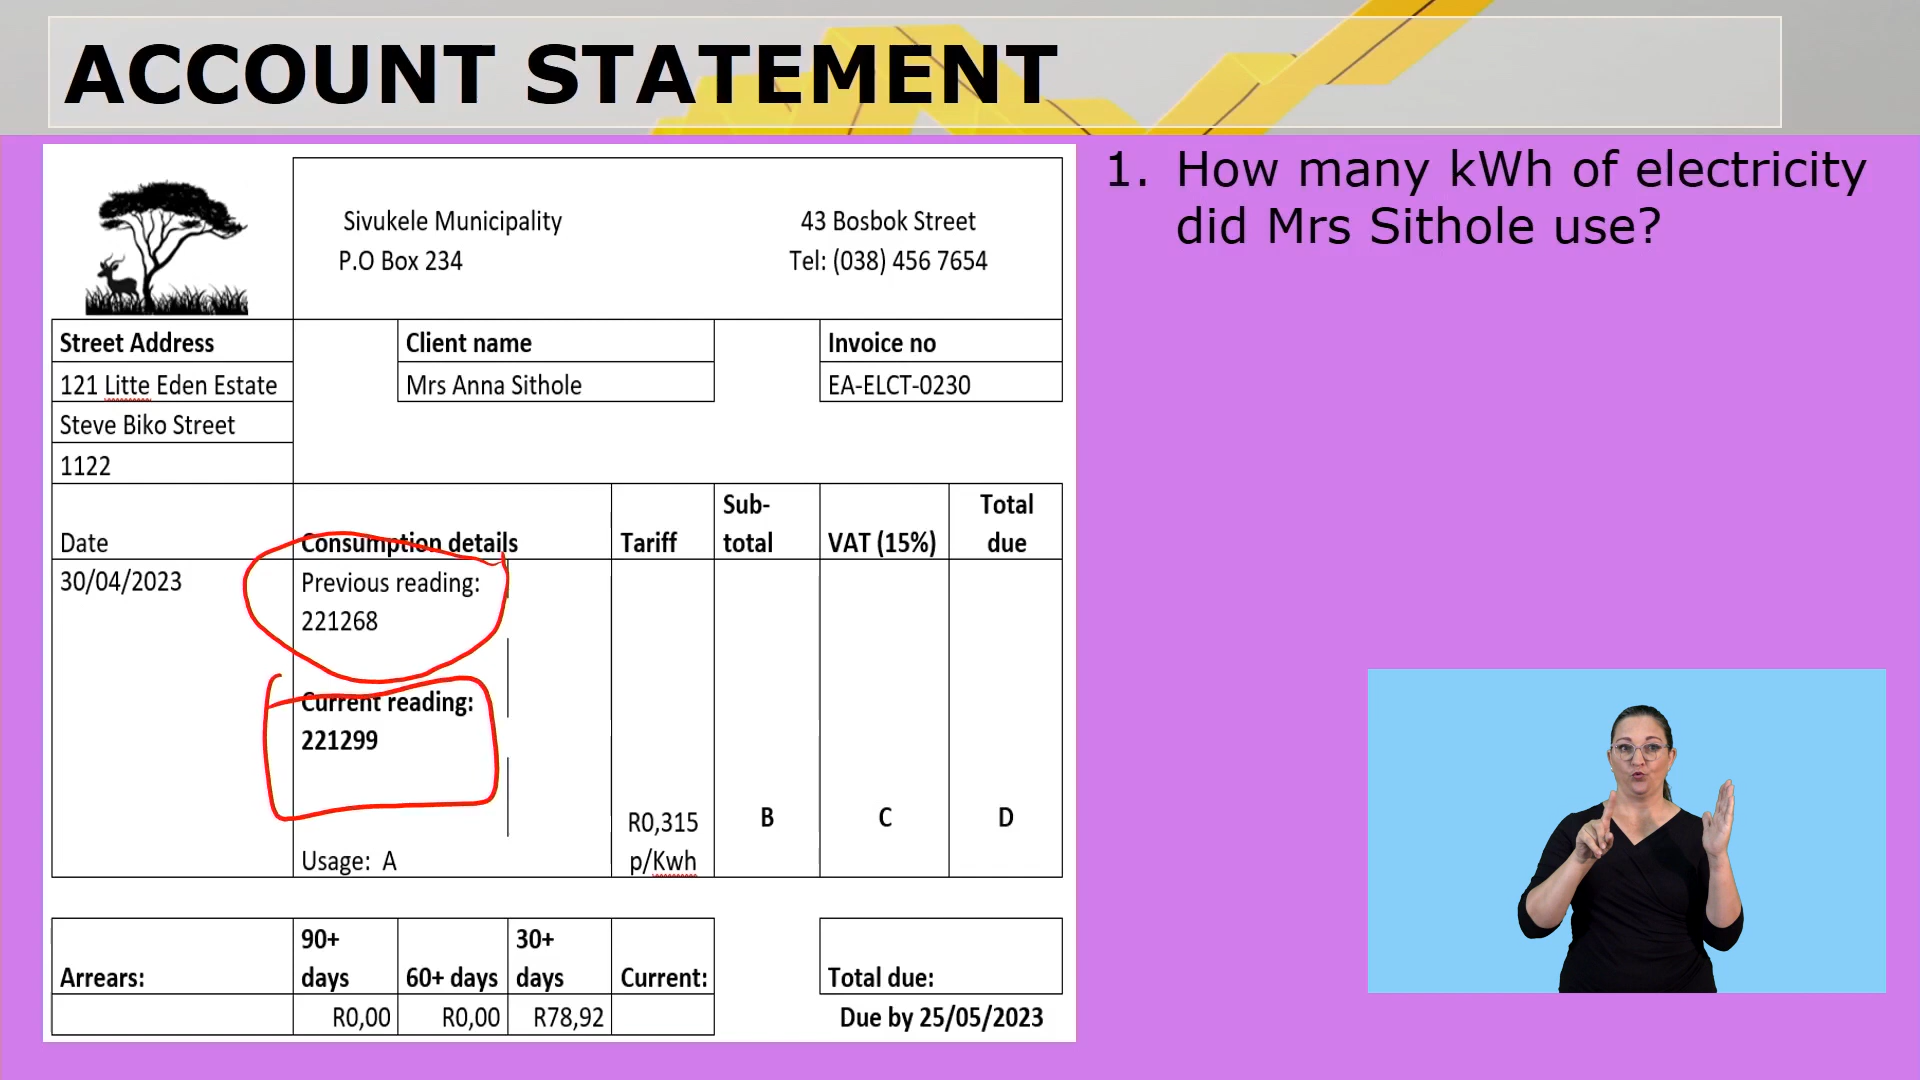 ACCOUNT STATEMENT
Sivukele Municipality 43 Bosbok Street
P.O Box 234 Tel: (038) 456 7654
Street Address Client name Invoice no
121 Litte Eden Estate Mrs Anna Sithole EA-ELCT-0230
Steve Biko Street
1122
Date Consumption details Tariff Sub-total VAT (15%) Total due
30/04/2023 Previous reading:
221268
Current reading:
221299
R0,315 B C D
Usage: A p/Kwh
Arrears: 90+ days 60+ days 30+ days Current: Total due:
R0,00 R0,00 R78,92 Due by 25/05/2023
1. How many kWh of electricity
did Mrs Sithole use?